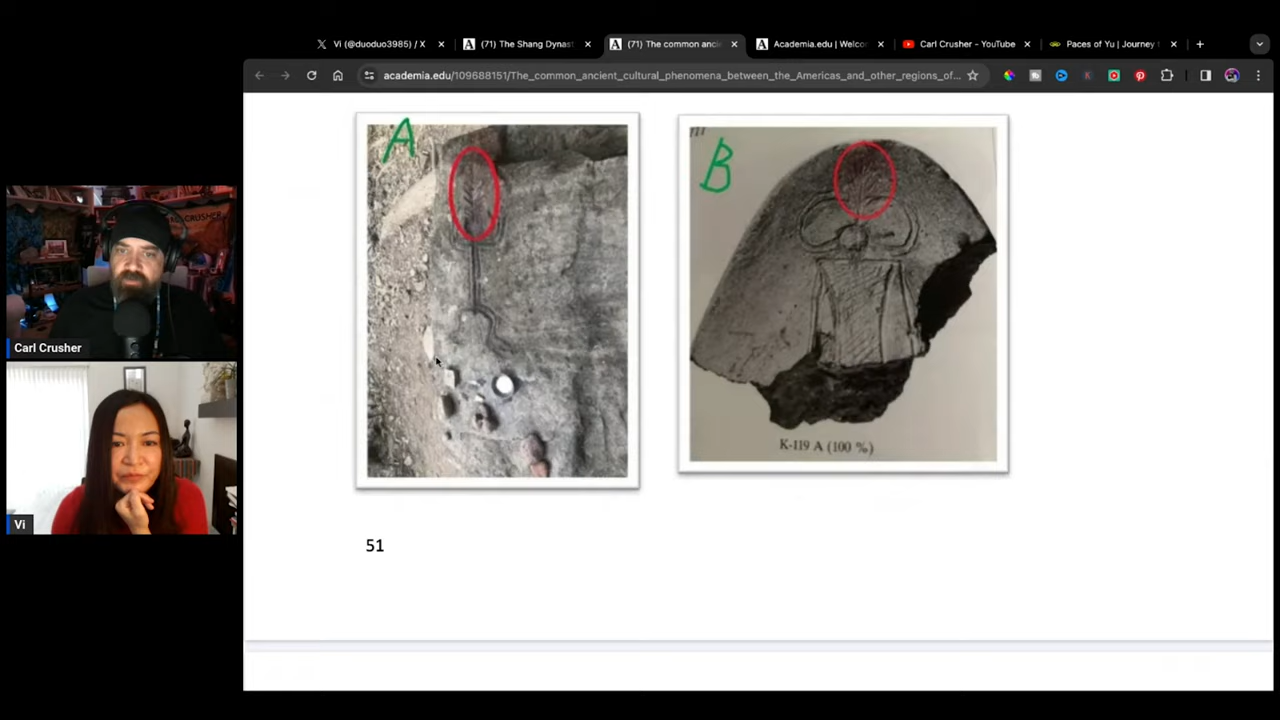 Vi (@duoduo3985) / X
(71) The Shang Dynast
(71) The common anci
Academia.edu | Welco
Carl Crusher - YouTube
Paces of Yu | Journey t
academia.edu/109688151/The_common_ancient_cultural_phenomena_between_the_Americas_and_other_regions_of...
A
B
K-119 A (100 %)
51
CRUSHER
Carl Crusher
Vi